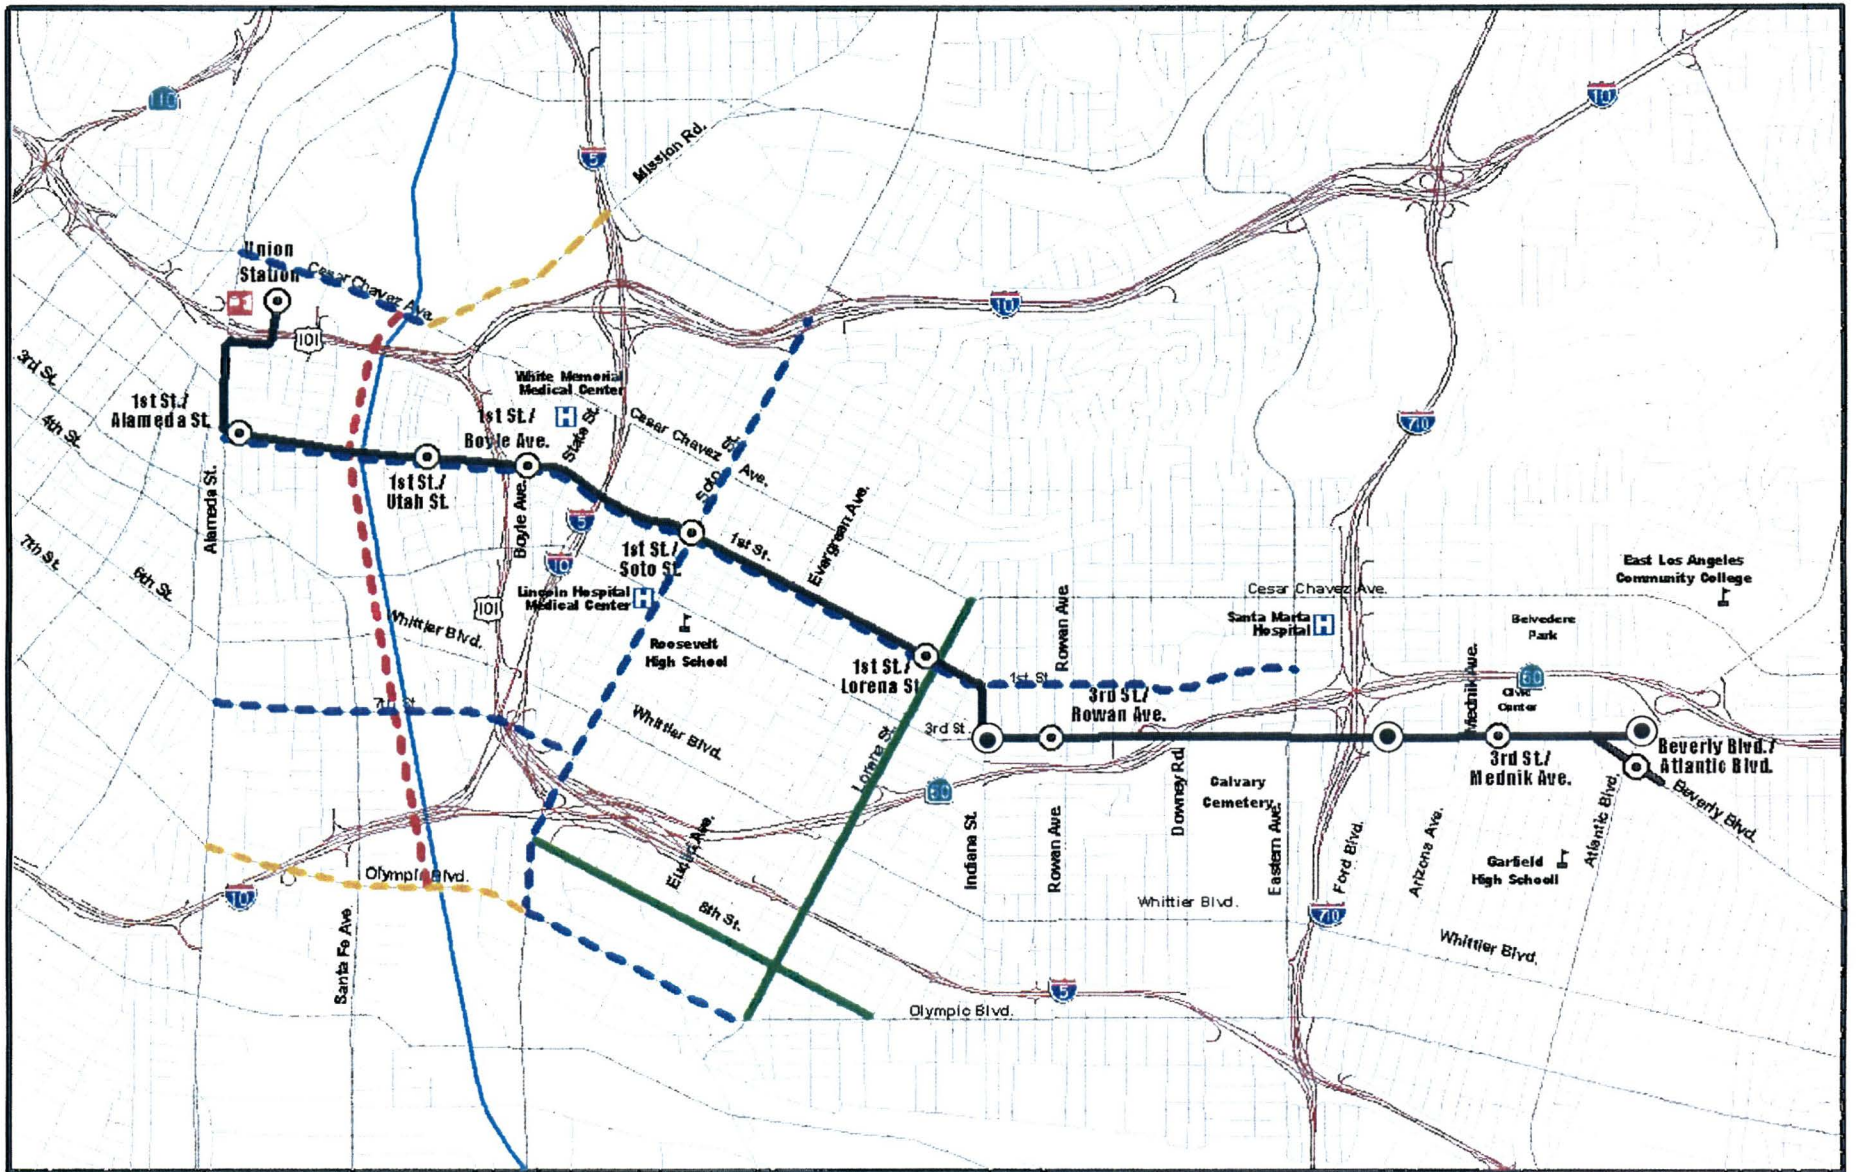 110
10
5
Mission Rd.
Union
Station
Cesar Chavez Ave.
10
101
3rd St.
White Memorial
Medical Center
1st St./
Alameda St.
1st St./
Boyle Ave.
State St.
Cesar Chavez Ave.
Soto St.
710
4th St.
1st St./
Utah St.
Alameda St.
Boyle Ave.
5
1st St./
Soto St.
1st St.
Evergreen Ave.
7th St.
6th St.
10
Lincoln Hospital
Medical Center
101
Whittier Blvd.
Roosevelt
High School
Rowan Ave.
Cesar Chavez Ave.
Santa Marta
Hospital
East Los Angeles
Community College
Belvedere
Park
1st St./
Lorena St
1st St
3rd St./
Rowan Ave.
Mednik Ave.
60
Civic
Center
7th St
Whittier Blvd.
Lorena St.
3rd St.
60
Downey Rd.
Calvary
Cemetery
3rd St./
Mednik Ave.
Beverly Blvd./
Atlantic Blvd.
Beverly Blvd.
Indiana St.
Rowan Ave.
Eastern Ave.
Ford Blvd.
Arizona Ave.
Atlantic Blvd.
Garfield
High Schooll
Euclid Ave.
Olympic Blvd.
10
8th St.
Whittier Blvd.
710
Whittier Blvd.
Santa Fe Ave.
5
Olympic Blvd.